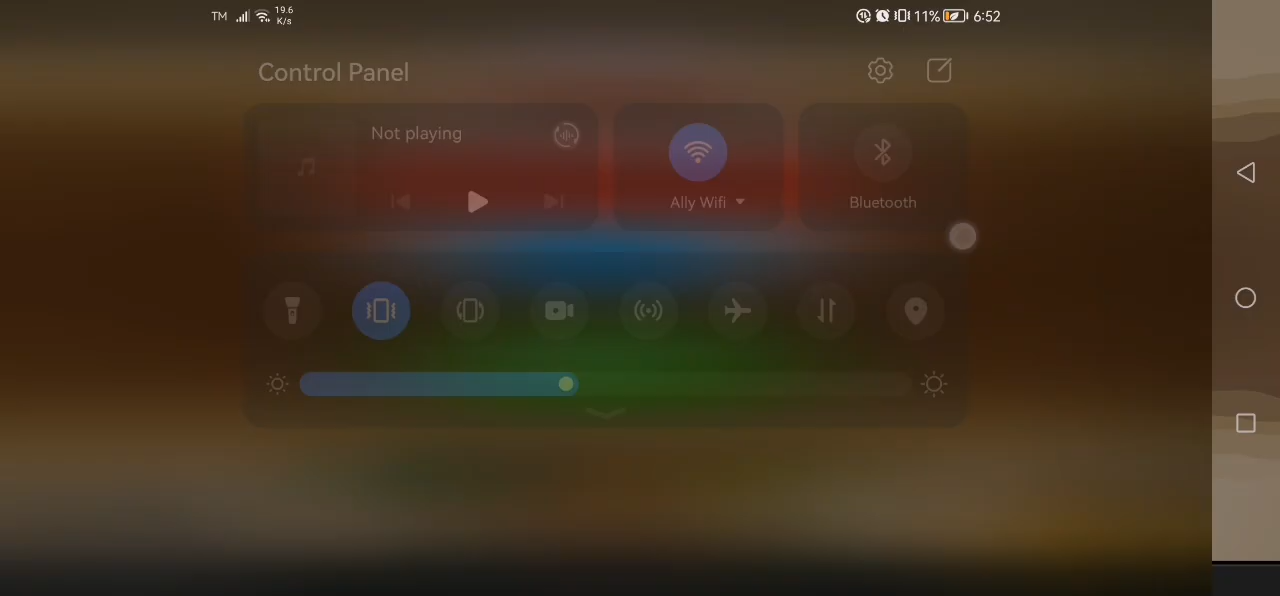 TM 19.6 K/s 11% 6:52
Control Panel
Not playing
Ally Wifi
Bluetooth